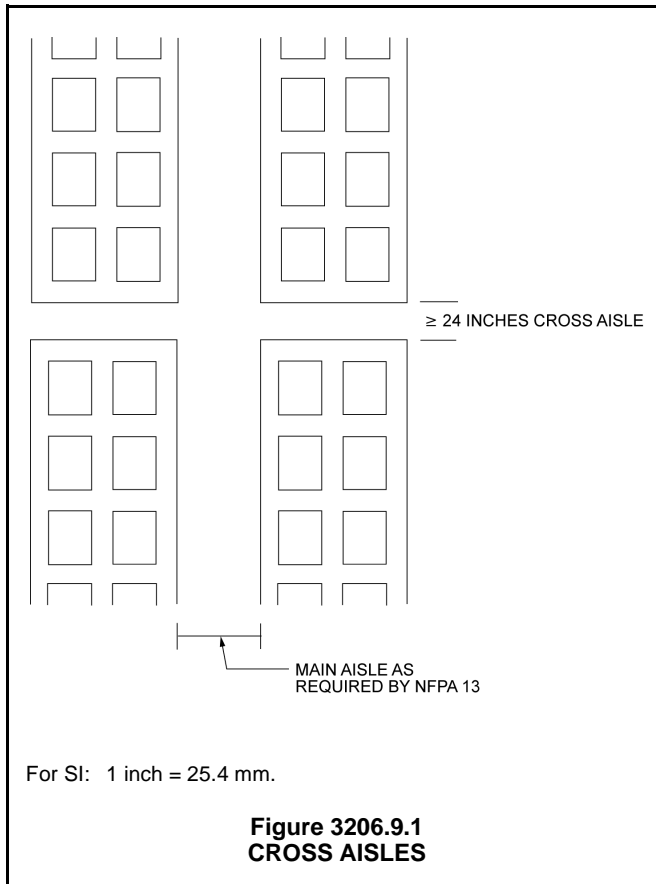 ≥ 24 INCHES CROSS AISLE
MAIN AISLE AS
REQUIRED BY NFPA 13
For SI: 1 inch = 25.4 mm.
Figure 3206.9.1
CROSS AISLES